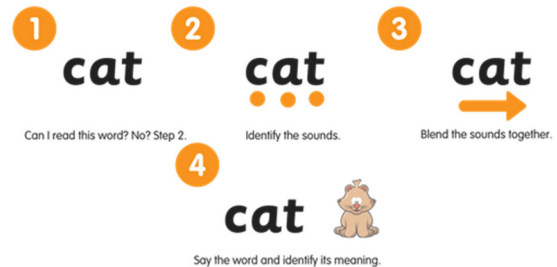 1
cat
Can I read this word? No? Step 2.
2
cat
Identify the sounds.
3
cat
Blend the sounds together.
4
cat
Say the word and identify its meaning.